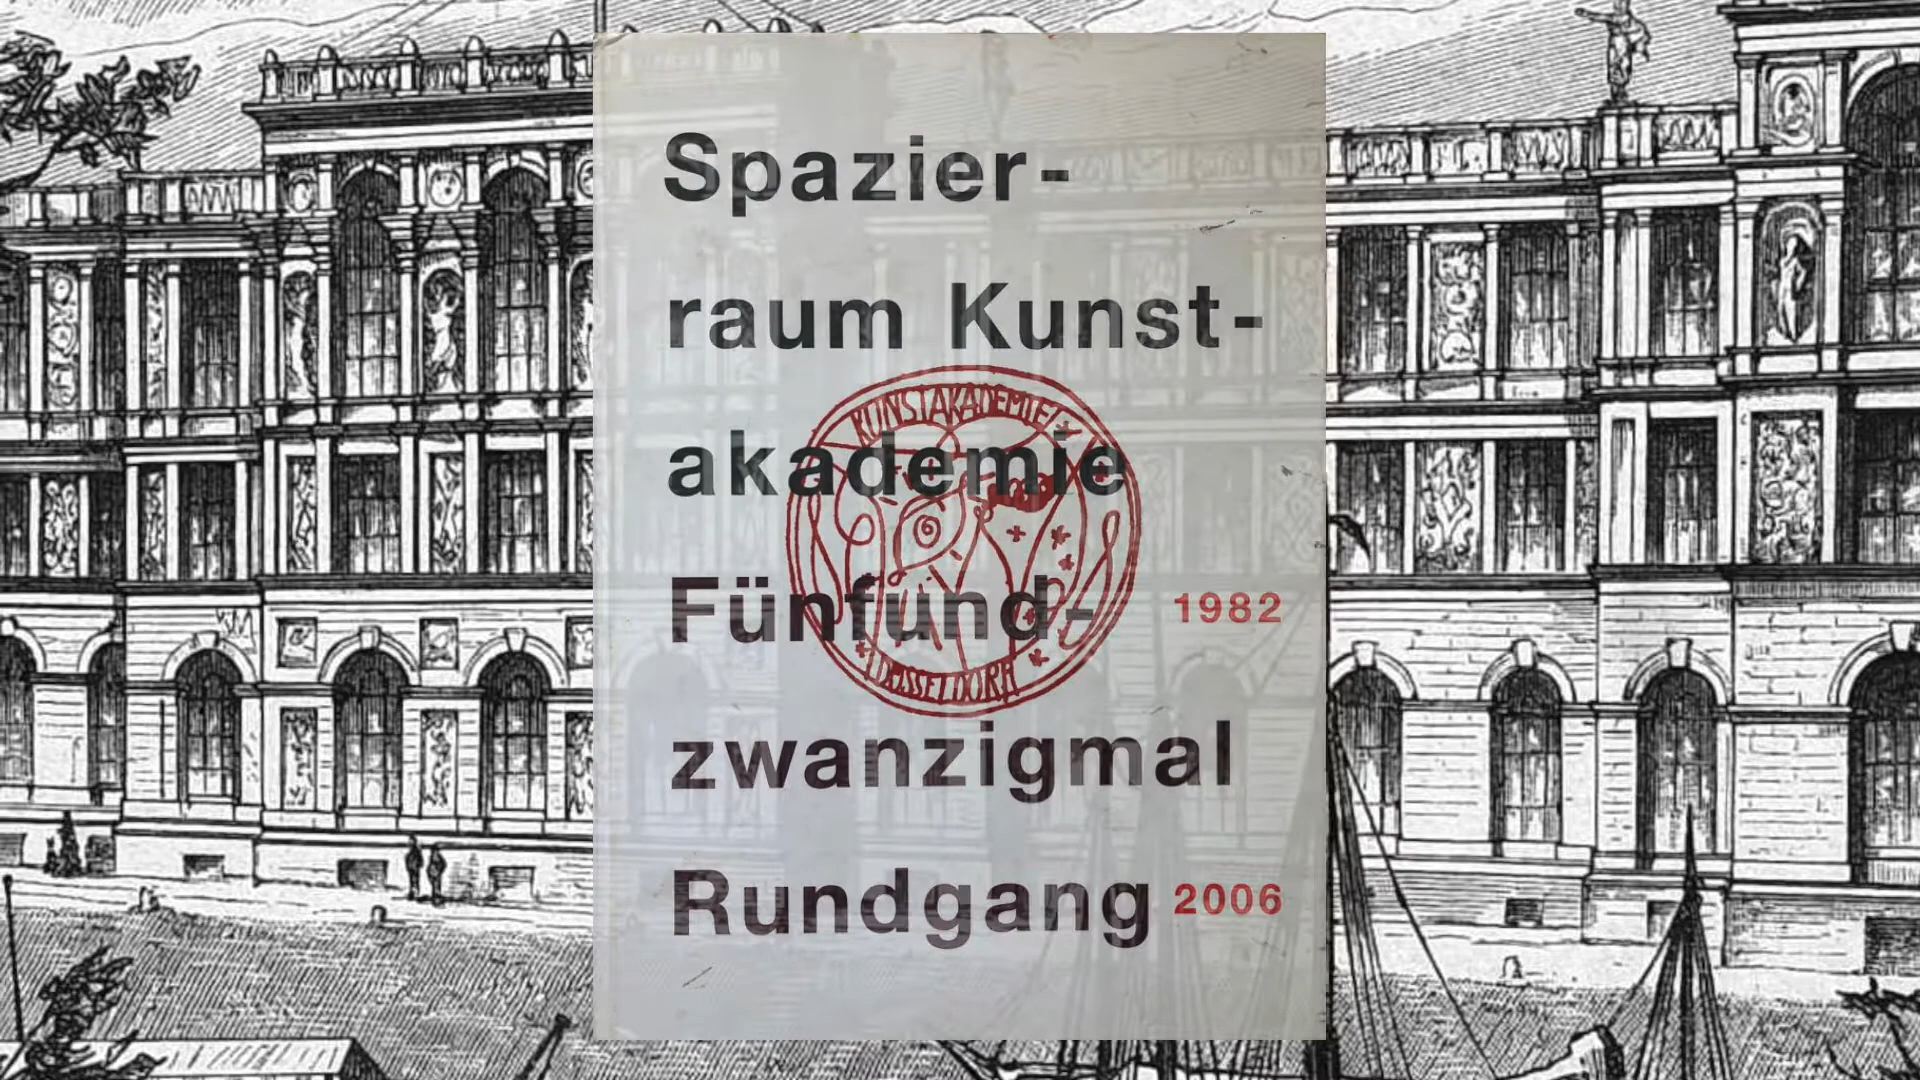 Spazier-
raum Kunst-
KUNSTAKADEMIE
akademie
Fünfund-
1982
DÜSSELDORF
zwanzigmal
Rundgang
2006